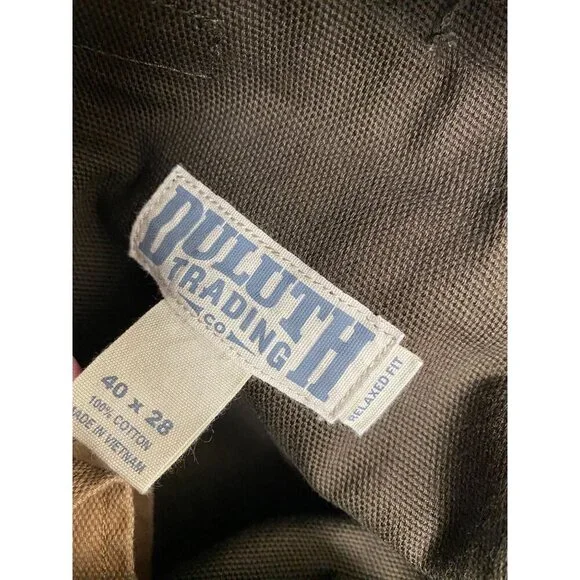 DULUTH
TRADING
CO
RELAXED FIT
40 x 28
100% COTTON
MADE IN VIETNAM